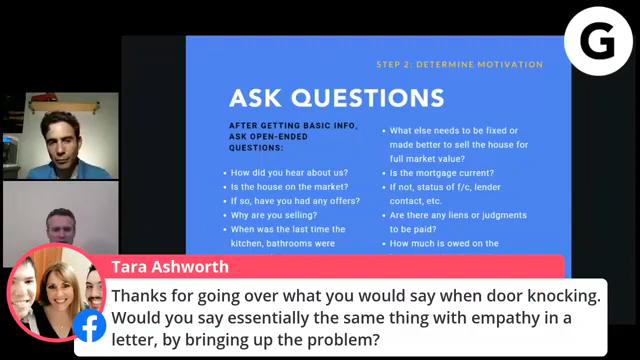 G
STEP 2: DETERMINE MOTIVATION
ASK QUESTIONS
AFTER GETTING BASIC INFO,
ASK OPEN-ENDED
QUESTIONS:
• How did you hear about us?
• Is the house on the market?
• If so, have you had any offers?
• Why are you selling?
• When was the last time the
kitchen, bathrooms were
• What else needs to be fixed or
made better to sell the house for
full market value?
• Is the mortgage current?
• If not, status of f/c, lender
contact, etc.
• Are there any liens or judgments
to be paid?
• How much is owed on the
Tara Ashworth
Thanks for going over what you would say when door knocking.
Would you say essentially the same thing with empathy in a
letter, by bringing up the problem?